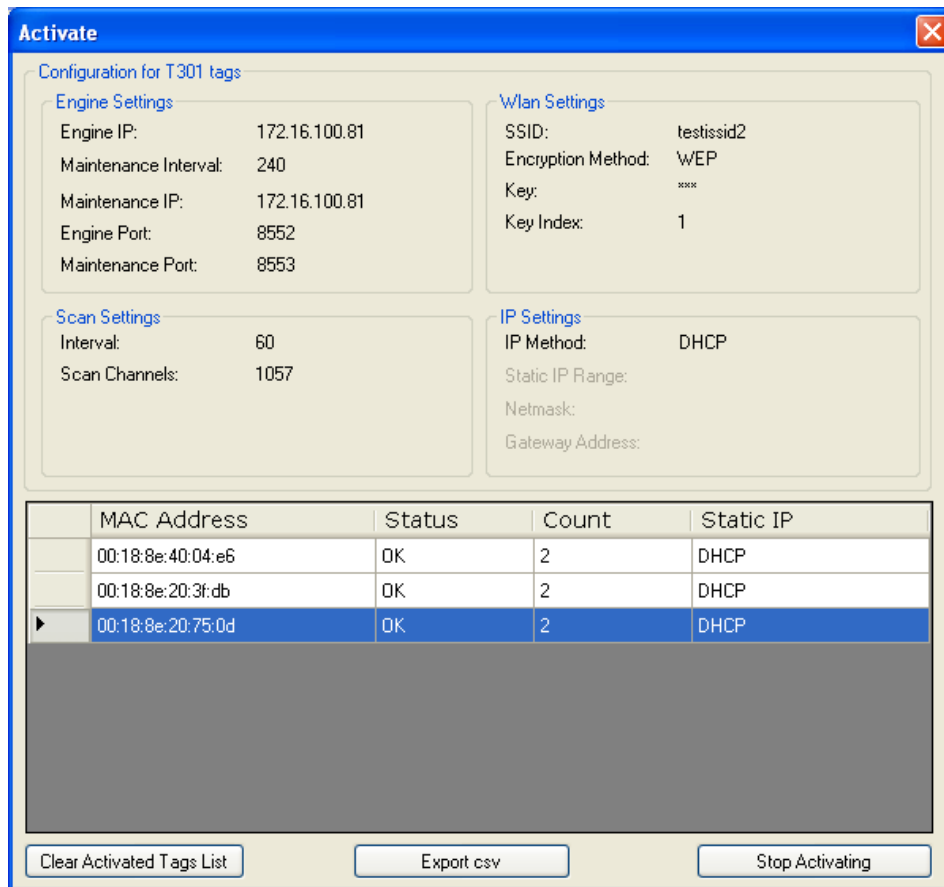 Activate
Configuration for T301 tags
Engine Settings
Engine IP: 172.16.100.81
Maintenance Interval: 240
Maintenance IP: 172.16.100.81
Engine Port: 8552
Maintenance Port: 8553
Wlan Settings
SSID: testissid2
Encryption Method: WEP
Key: ***
Key Index: 1
Scan Settings
Interval: 60
Scan Channels: 1057
IP Settings
IP Method: DHCP
Static IP Range:
Netmask:
Gateway Address:
MAC Address Status Count Static IP
00:18:8e:40:04:e6 OK 2 DHCP
00:18:8e:20:3f:db OK 2 DHCP
00:18:8e:20:75:0d OK 2 DHCP
Clear Activated Tags List Export csv Stop Activating